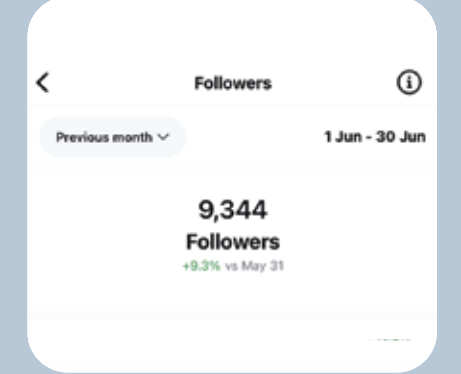 Followers
Previous month
1 Jun - 30 Jun
9,344
Followers
+9.3% vs May 31